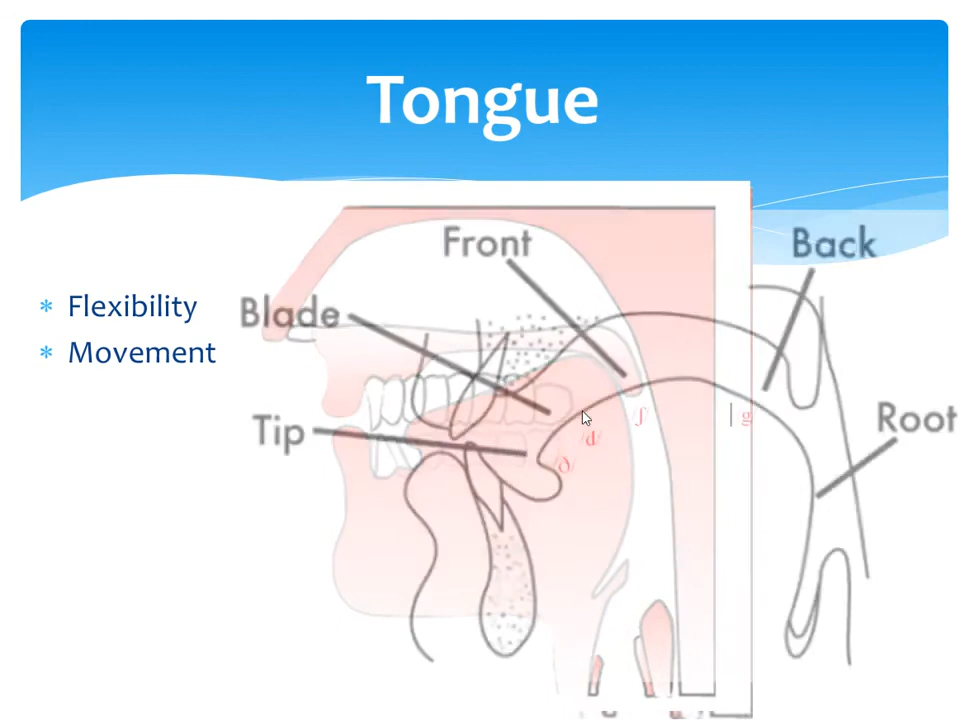 Tongue
Front
Back
* Flexibility
Blade
* Movement
Tip
Root
/ʃ/
| g
/d/
/ð/